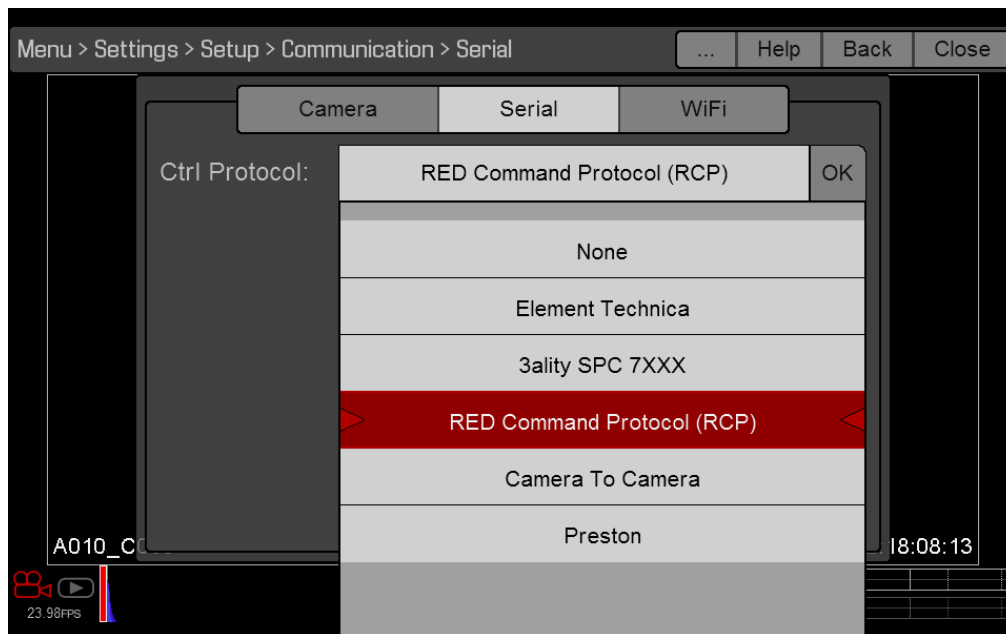 Menu > Settings > Setup > Communication > Serial ... Help Back Close
Camera Serial WiFi
Ctrl Protocol: RED Command Protocol (RCP) OK
None
Element Technica
3ality SPC 7XXX
RED Command Protocol (RCP)
Camera To Camera
Preston
18:08:13
23.98FPS